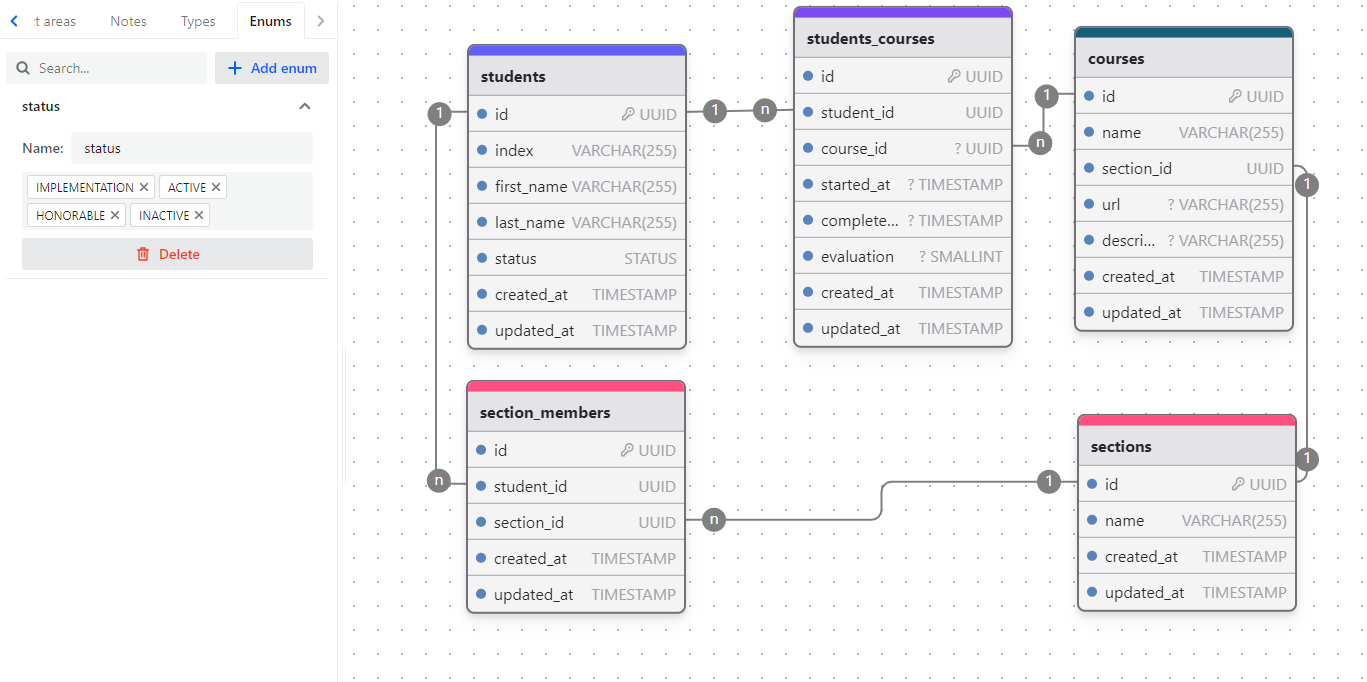 t areas Notes Types Enums
Search...
Add enum
status
Name: status
IMPLEMENTATION ACTIVE
HONORABLE INACTIVE
Delete
students
id UUID
index VARCHAR(255)
first_name VARCHAR(255)
last_name VARCHAR(255)
status STATUS
created_at TIMESTAMP
updated_at TIMESTAMP
students_courses
id UUID
student_id UUID
course_id ? UUID
started_at ? TIMESTAMP
complete... ? TIMESTAMP
evaluation ? SMALLINT
created_at TIMESTAMP
updated_at TIMESTAMP
courses
id UUID
name VARCHAR(255)
section_id UUID
url ? VARCHAR(255)
descri... ? VARCHAR(255)
created_at TIMESTAMP
updated_at TIMESTAMP
section_members
id UUID
student_id UUID
section_id UUID
created_at TIMESTAMP
updated_at TIMESTAMP
sections
id UUID
name VARCHAR(255)
created_at TIMESTAMP
updated_at TIMESTAMP
1
n
1
n
1
n
1
1
n
1